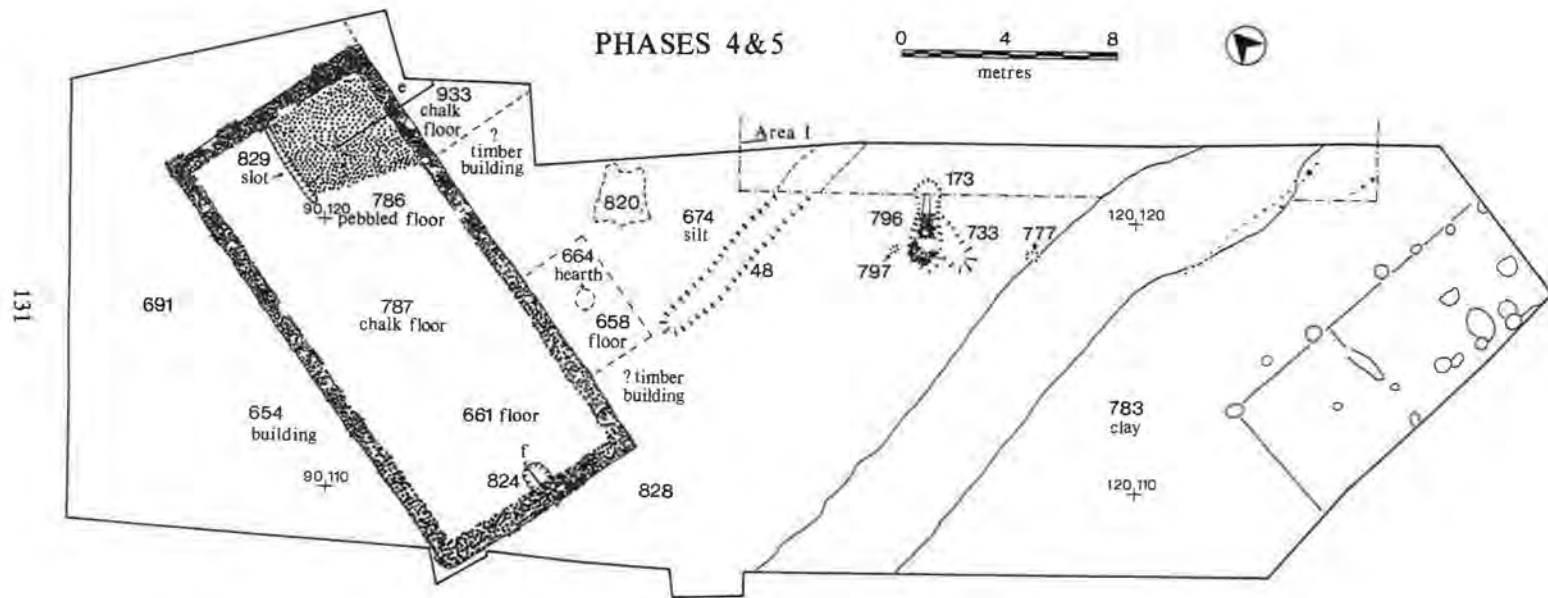 PHASES 4&5
0 4 8
metres
e
933
chalk
floor
?
timber
building
829
slot
786
pebbled floor
90,120
Area I
820
674
silt
173
796
733
777
797
120,120
664
hearth
48
658
floor
131
691
787
chalk floor
? timber
building
654
building
661 floor
783
clay
f
824
90,110
828
120,110